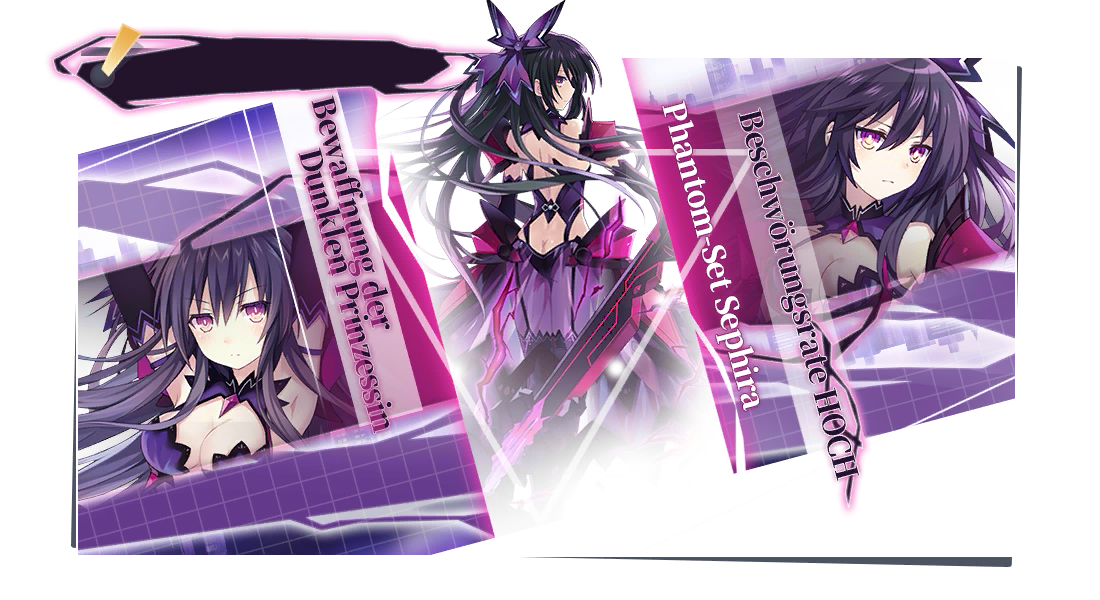 Bewaffnung der
Dunklen Prinzessin
Phantom-Set Sephira
Beschwörungsrate HOCH